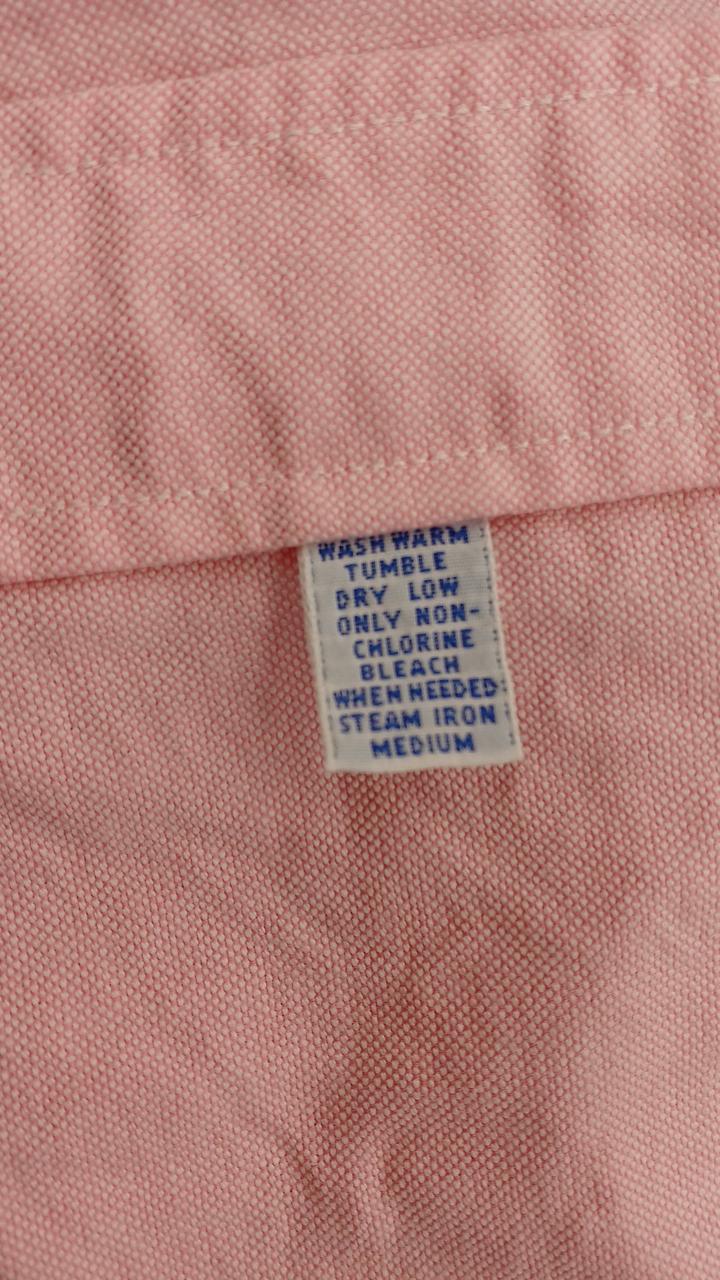 WASH WARM
TUMBLE
DRY LOW
ONLY NON-
CHLORINE
BLEACH
WHEN NEEDED
STEAM IRON
MEDIUM